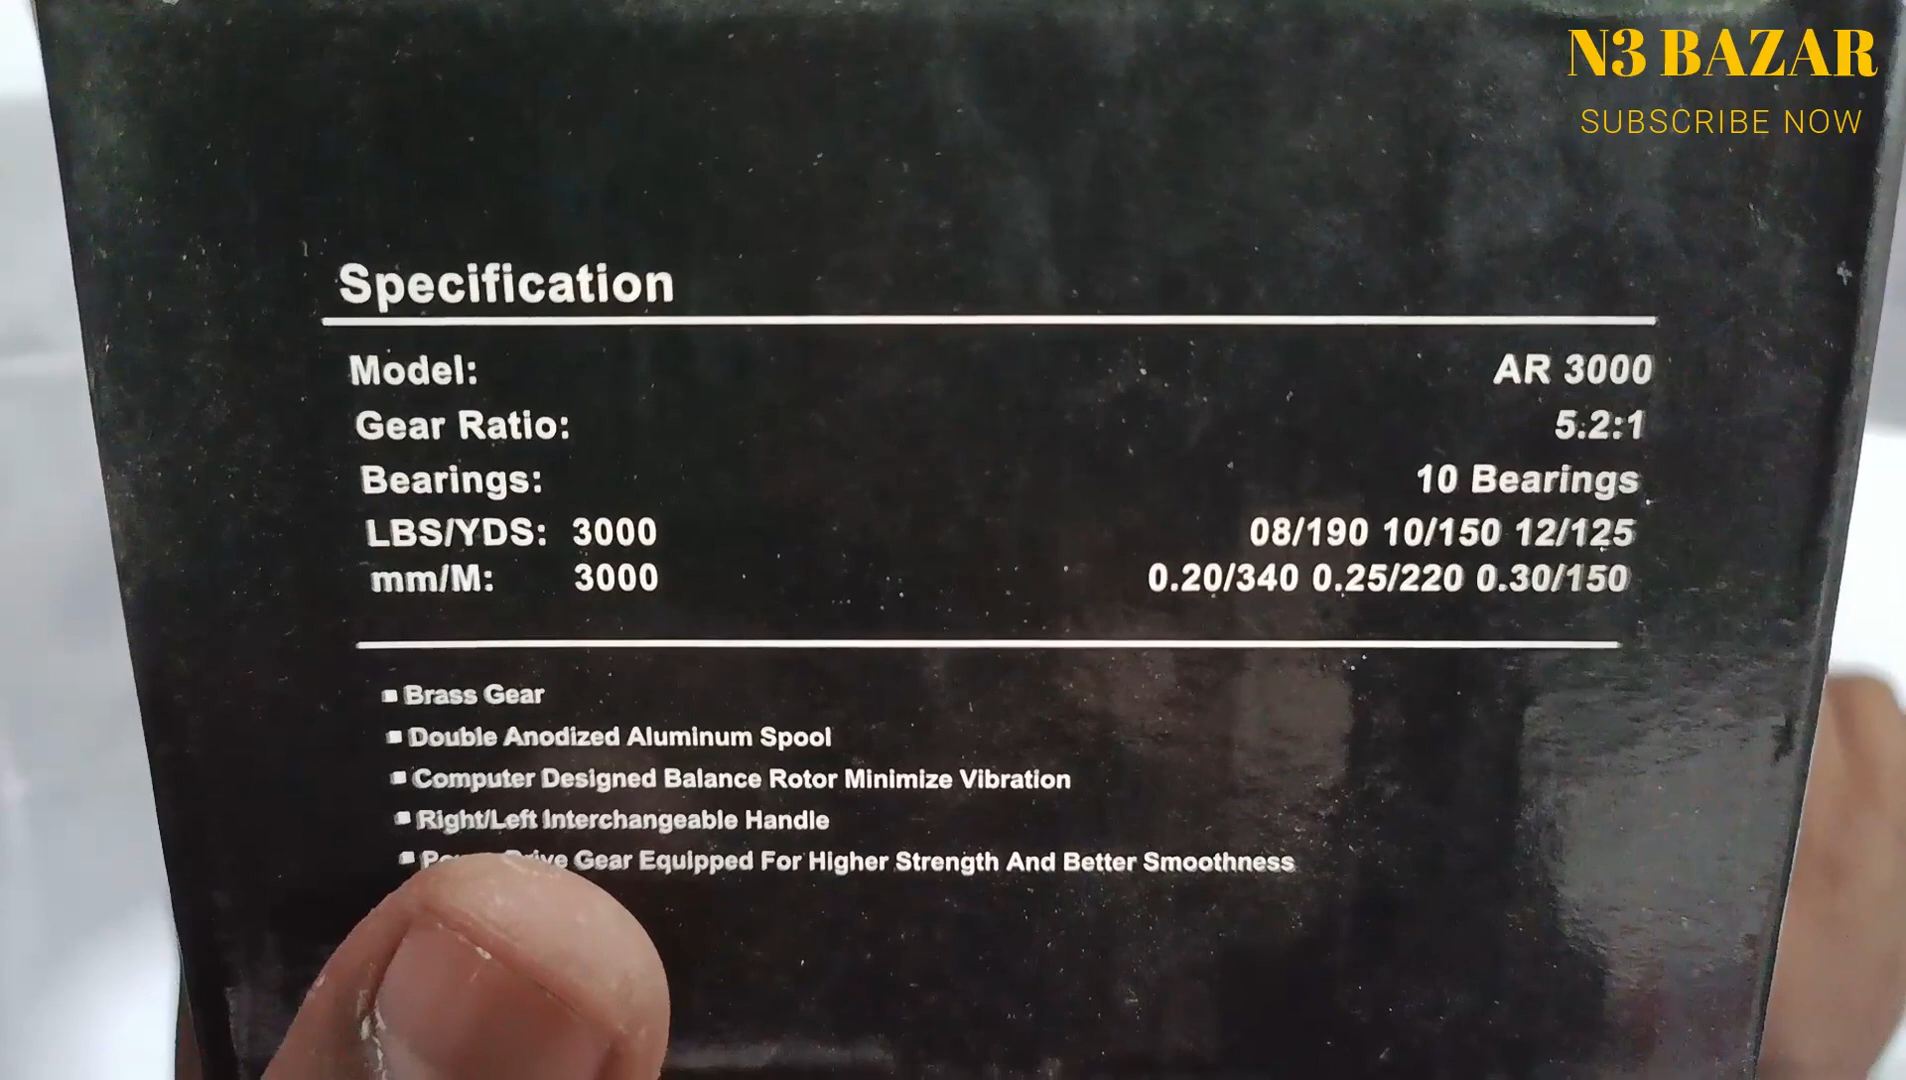 N3 BAZAR
SUBSCRIBE NOW
Specification
Model: AR 3000
Gear Ratio: 5.2:1
Bearings: 10 Bearings
LBS/YDS: 3000 08/190 10/150 12/125
mm/M: 3000 0.20/340 0.25/220 0.30/150
▪ Brass Gear
▪ Double Anodized Aluminum Spool
▪ Computer Designed Balance Rotor Minimize Vibration
▪ Right/Left Interchangeable Handle
▪ Gear Equipped For Higher Strength And Better Smoothness